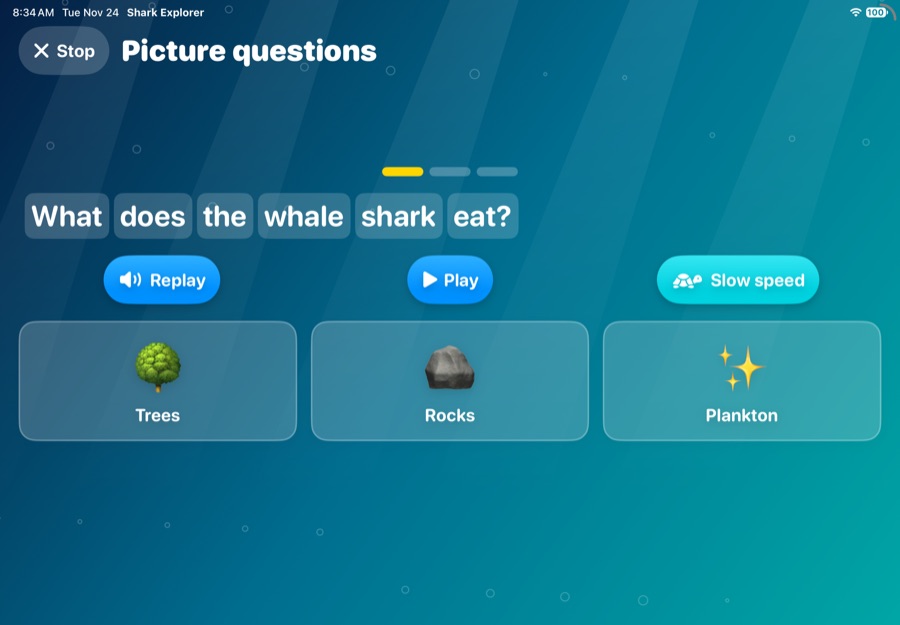 8:34 AM Tue Nov 24 Shark Explorer 100
Stop
Picture questions
What does the whale shark eat?
Replay
Play
Slow speed
Trees
Rocks
Plankton